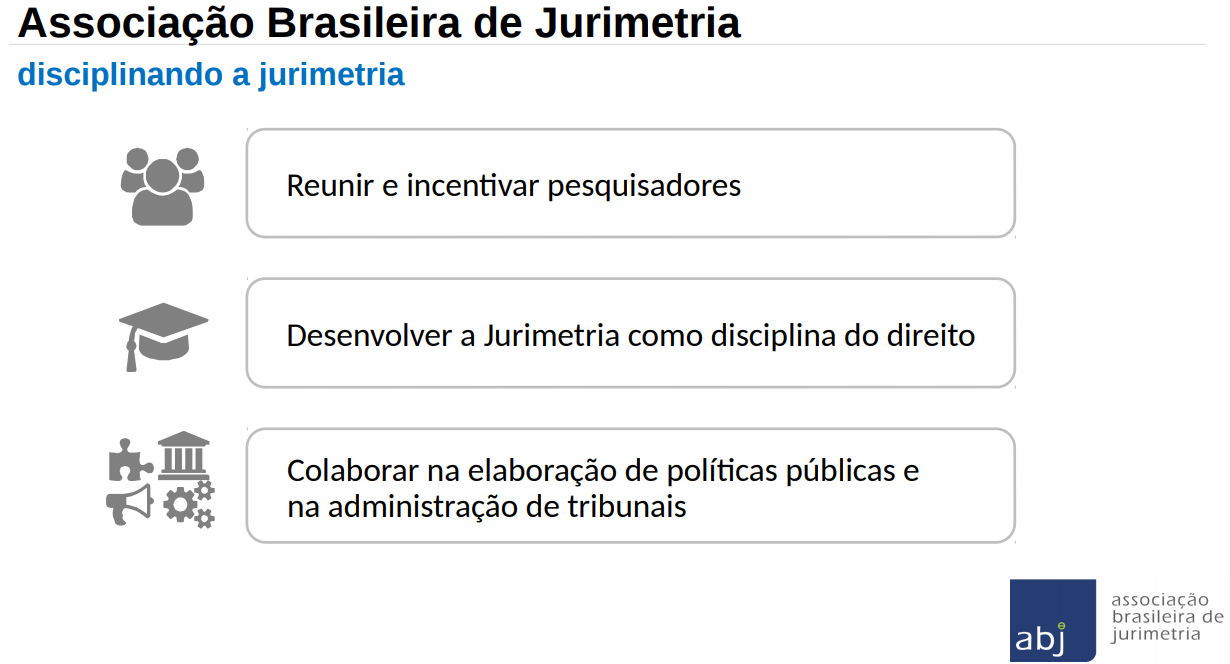 Associação Brasileira de Jurimetria
disciplinando a jurimetria
Reunir e incentivar pesquisadores
Desenvolver a Jurimetria como disciplina do direito
Colaborar na elaboração de políticas públicas e
na administração de tribunais
abj
associação
brasileira de
jurimetria